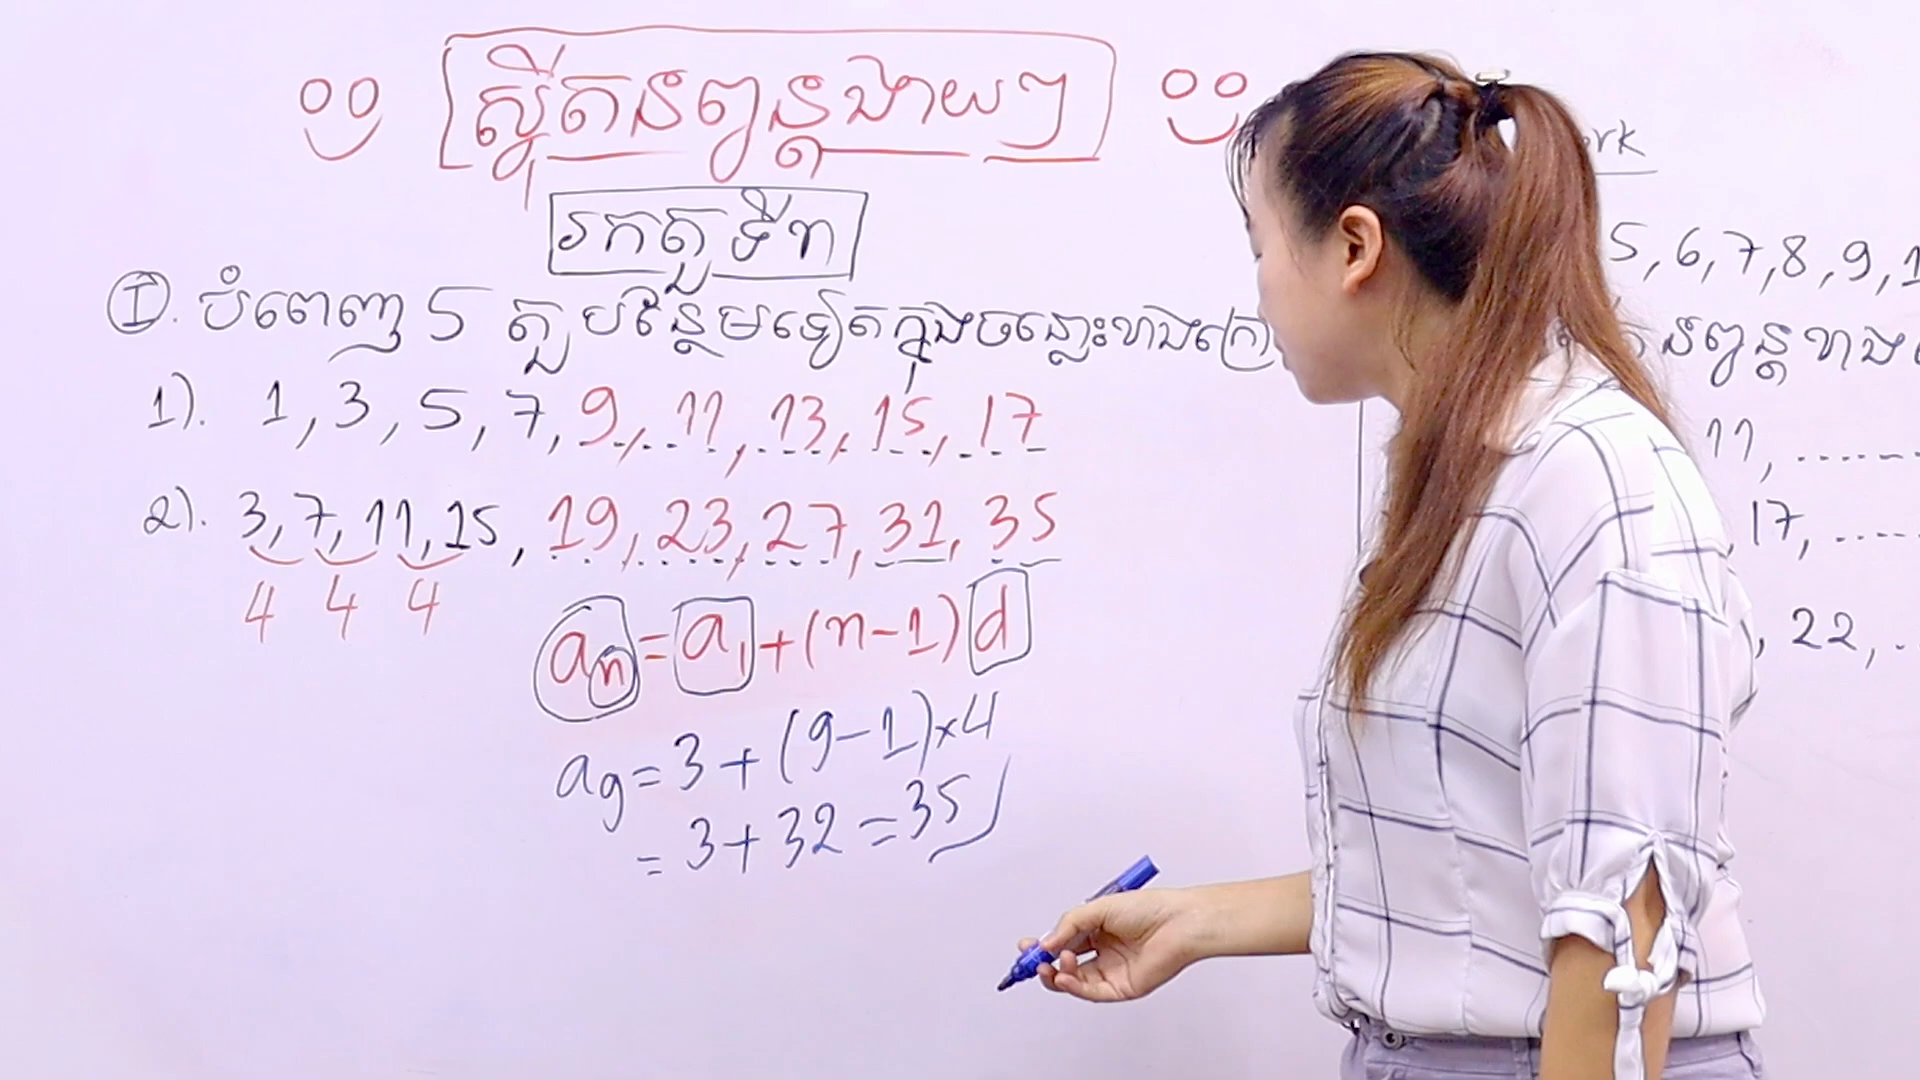 ស្វ៊ីតនព្វន្តងាយៗ
រកតួទីn
I. បំពេញ 5 តួបន្ថែមទៀតក្នុងចន្លោះខាងក្រោ
1). 1, 3, 5, 7, 9, 11, 13, 15, 17
2). 3, 7, 11, 15, 19, 23, 27, 31, 35
4 4 4
an = a1 + (n-1) d
a9 = 3 + (9-1)×4
= 3 + 32 = 35
rk
5, 6, 7, 8, 9, 1
នព្វន្តខាង
11, ........
17, ......
, 22, ..